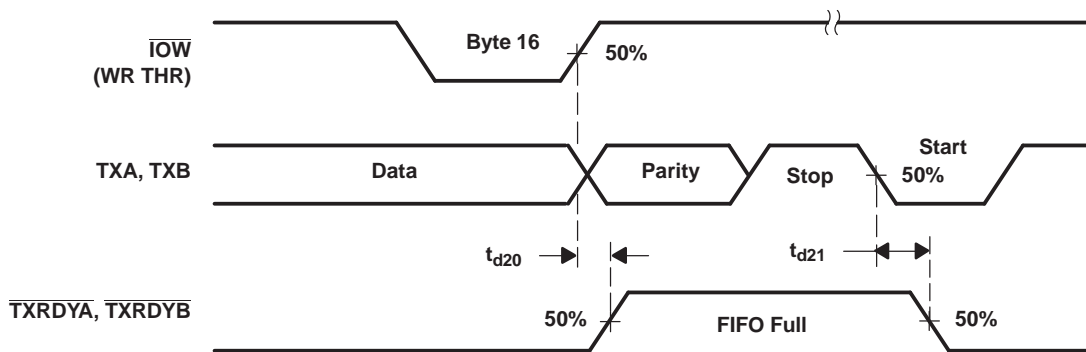 IOW
(WR THR)
Byte 16
50%
TXA, TXB
Data
Parity
Stop
Start
50%
td20
td21
TXRDYA, TXRDYB
50%
FIFO Full
50%